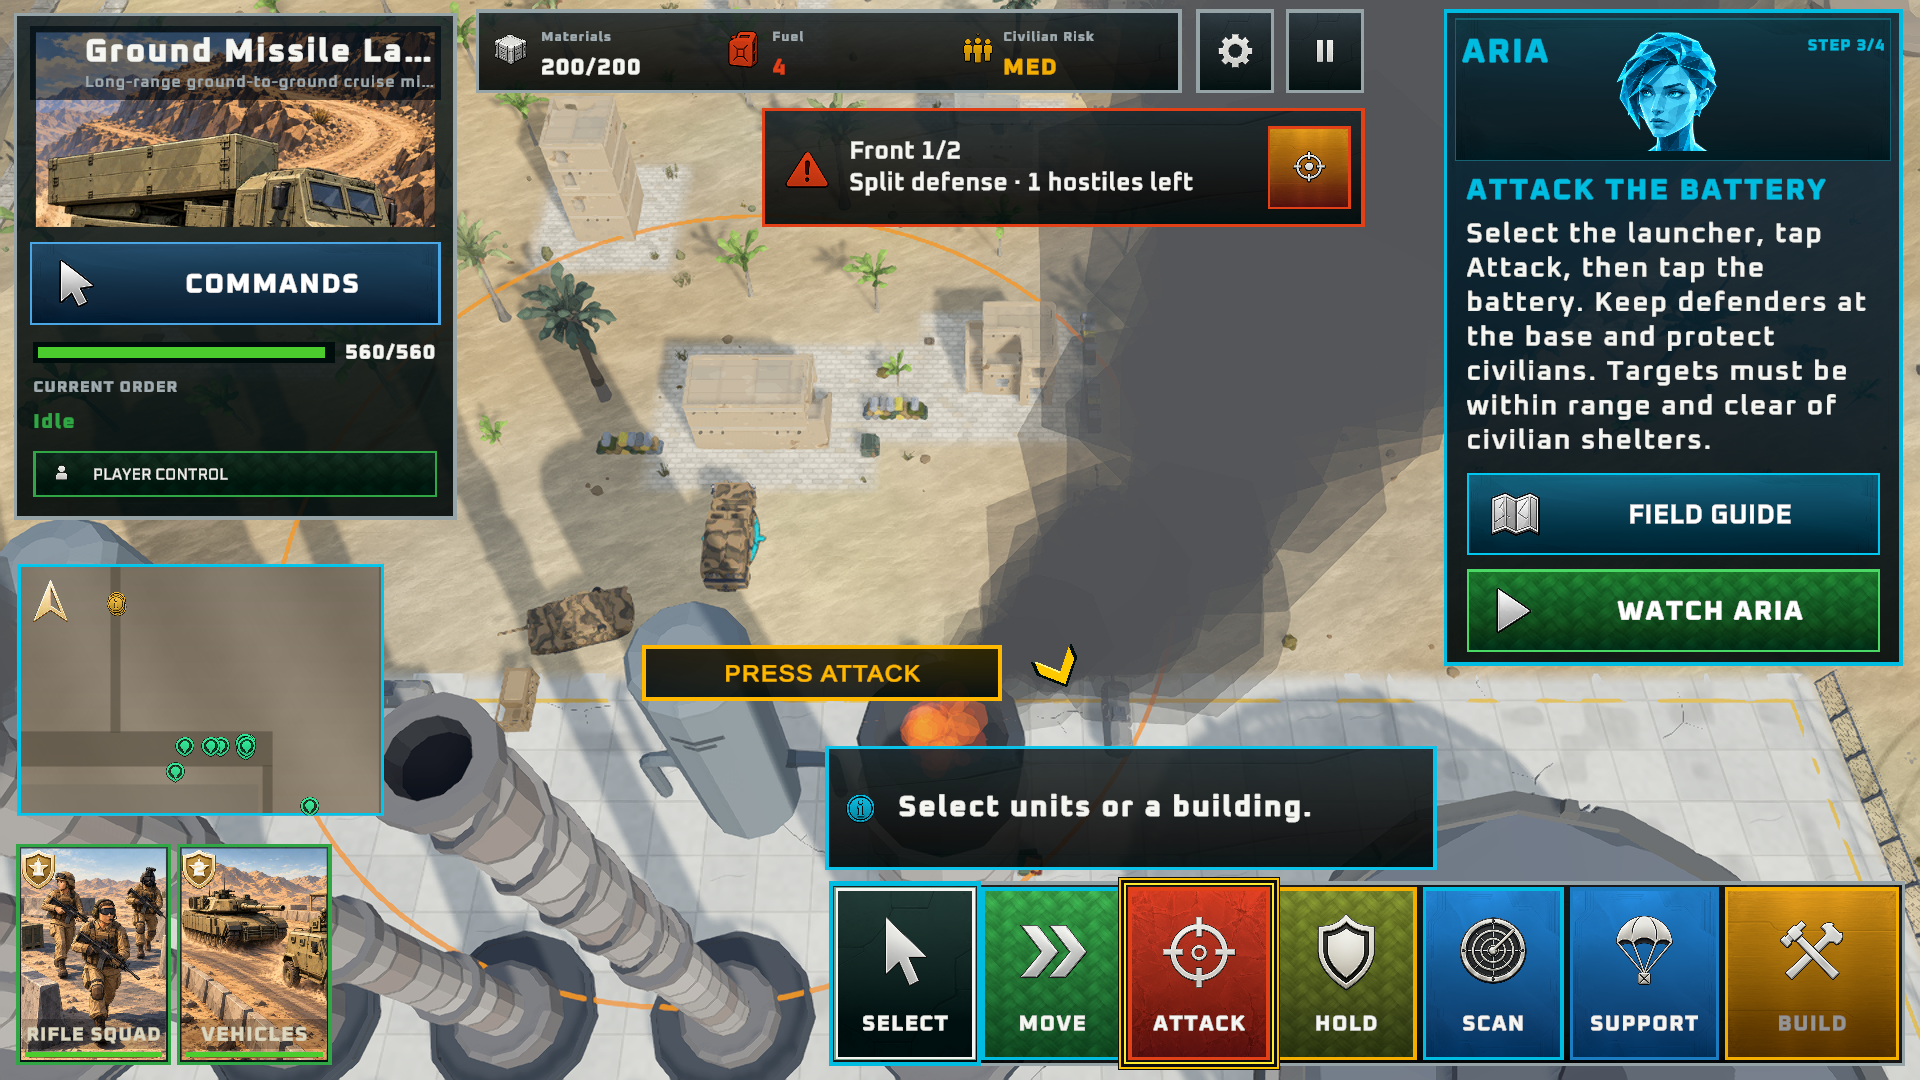 Ground Missile La...
Long-range ground-to-ground cruise mi...
COMMANDS
560/560
CURRENT ORDER
Idle
PLAYER CONTROL
Materials
200/200
Fuel
4
Civilian Risk
MED
Front 1/2
Split defense · 1 hostiles left
ARIA
STEP 3/4
ATTACK THE BATTERY
Select the launcher, tap
Attack, then tap the
battery. Keep defenders at
the base and protect
civilians. Targets must be
within range and clear of
civilian shelters.
FIELD GUIDE
WATCH ARIA
PRESS ATTACK
Select units or a building.
RIFLE SQUAD
VEHICLES
SELECT
MOVE
ATTACK
HOLD
SCAN
SUPPORT
BUILD